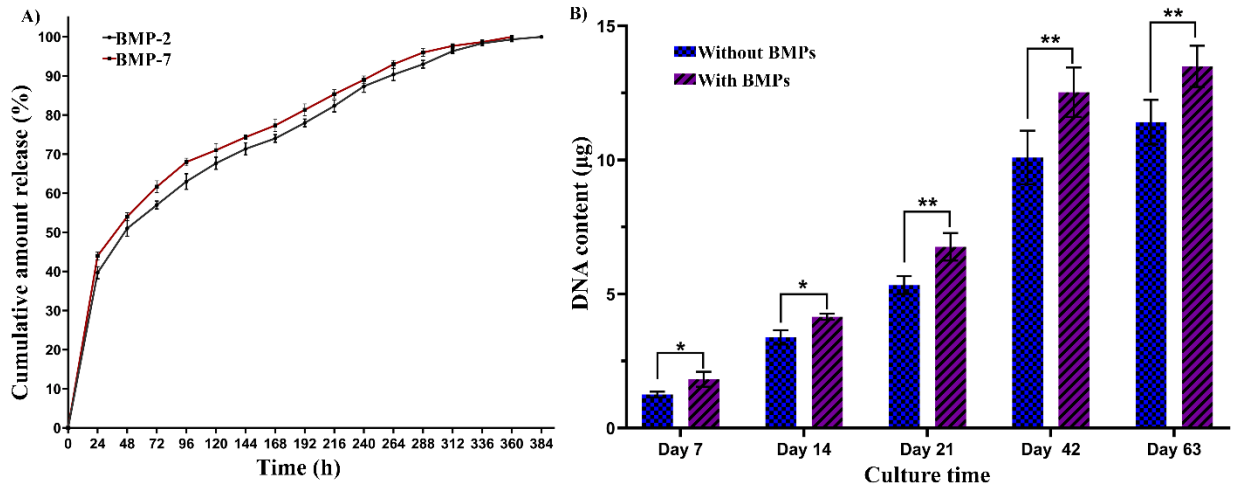 A)
BMP-2
BMP-7
Cumulative amount release (%)
100
90
80
70
60
50
40
30
20
10
0
0 24 48 72 96 120 144 168 192 216 240 264 288 312 336 360 384
Time (h)
B)
Without BMPs
With BMPs
DNA content (µg)
15
10
5
0
* * ** ** **
Day 7 Day 14 Day 21 Day 42 Day 63
Culture time